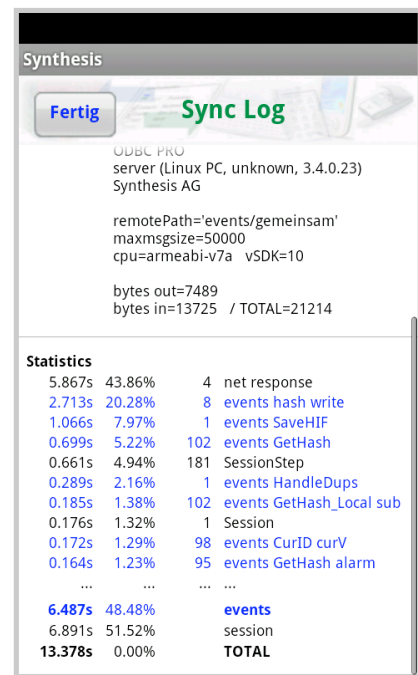 Synthesis
Fertig
Sync Log
ODBC PRO
server (Linux PC, unknown, 3.4.0.23)
Synthesis AG
remotePath='events/gemeinsam'
maxmsgsize=50000
cpu=armeabi-v7a vSDK=10
bytes out=7489
bytes in=13725 / TOTAL=21214
Statistics
5.867s 43.86% 4 net response
2.713s 20.28% 8 events hash write
1.066s 7.97% 1 events SaveHIF
0.699s 5.22% 102 events GetHash
0.661s 4.94% 181 SessionStep
0.289s 2.16% 1 events HandleDups
0.185s 1.38% 102 events GetHash_Local sub
0.176s 1.32% 1 Session
0.172s 1.29% 98 events CurID curV
0.164s 1.23% 95 events GetHash alarm
... ... ... ...
6.487s 48.48% events
6.891s 51.52% session
13.378s 0.00% TOTAL